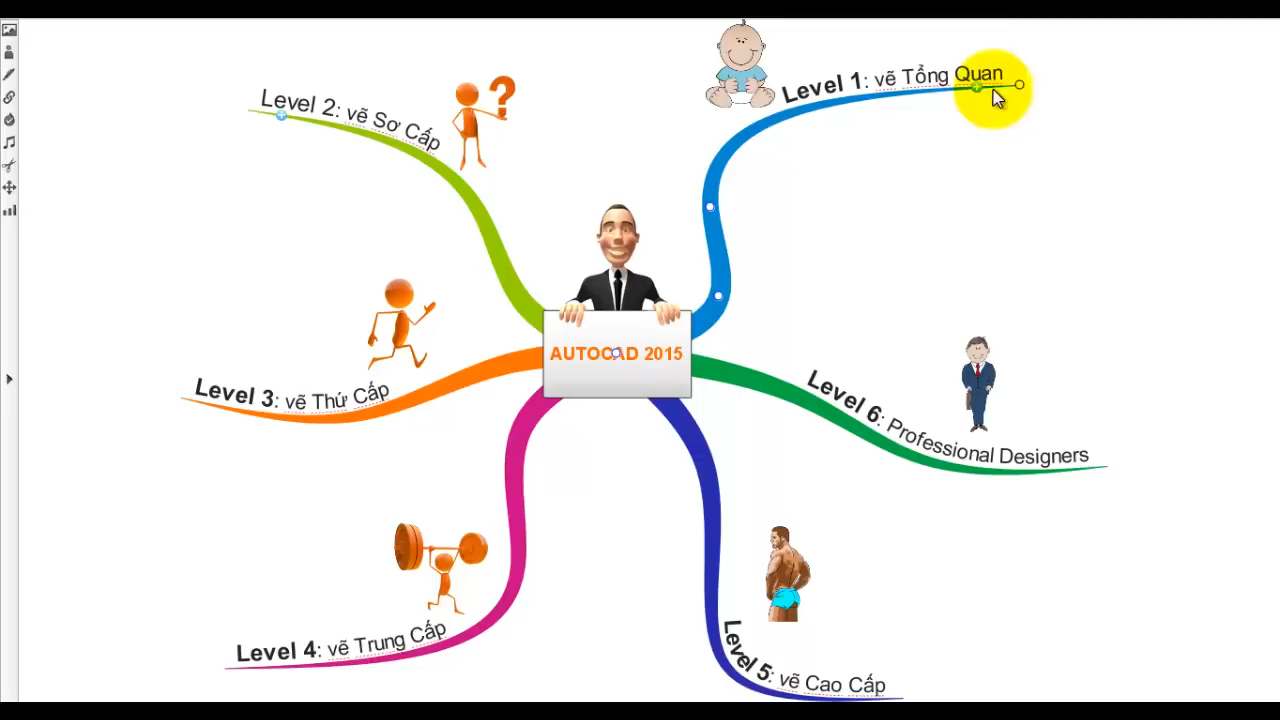 Level 1: vẽ Tổng Quan
Level 2: vẽ Sơ Cấp
?
AUTOCAD 2015
Level 3: vẽ Thứ Cấp
Level 6: Professional Designers
Level 4: vẽ Trung Cấp
Level 5: vẽ Cao Cấp